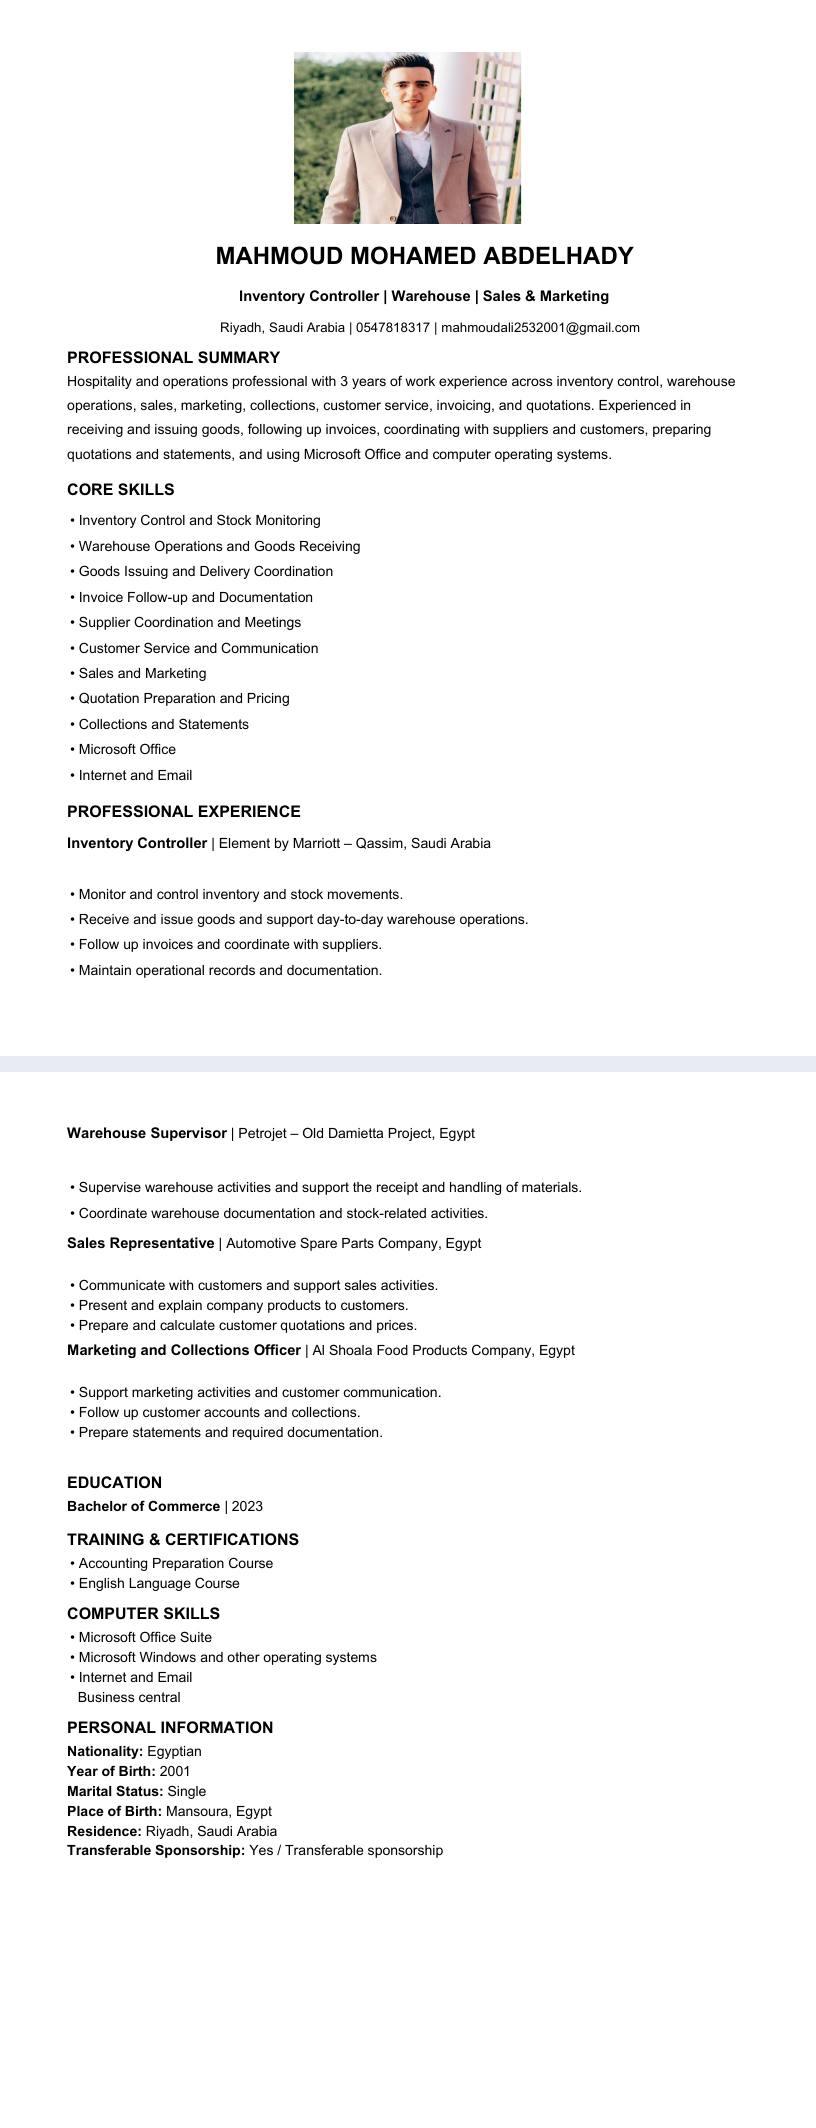 MAHMOUD MOHAMED ABDELHADY
Inventory Controller | Warehouse | Sales & Marketing
Riyadh, Saudi Arabia | 0547818317 | mahmoudali2532001@gmail.com
PROFESSIONAL SUMMARY
Hospitality and operations professional with 3 years of work experience across inventory control, warehouse
operations, sales, marketing, collections, customer service, invoicing, and quotations. Experienced in
receiving and issuing goods, following up invoices, coordinating with suppliers and customers, preparing
quotations and statements, and using Microsoft Office and computer operating systems.
CORE SKILLS
• Inventory Control and Stock Monitoring
• Warehouse Operations and Goods Receiving
• Goods Issuing and Delivery Coordination
• Invoice Follow-up and Documentation
• Supplier Coordination and Meetings
• Customer Service and Communication
• Sales and Marketing
• Quotation Preparation and Pricing
• Collections and Statements
• Microsoft Office
• Internet and Email
PROFESSIONAL EXPERIENCE
Inventory Controller | Element by Marriott – Qassim, Saudi Arabia
• Monitor and control inventory and stock movements.
• Receive and issue goods and support day-to-day warehouse operations.
• Follow up invoices and coordinate with suppliers.
• Maintain operational records and documentation.
Warehouse Supervisor | Petrojet – Old Damietta Project, Egypt
• Supervise warehouse activities and support the receipt and handling of materials.
• Coordinate warehouse documentation and stock-related activities.
Sales Representative | Automotive Spare Parts Company, Egypt
• Communicate with customers and support sales activities.
• Present and explain company products to customers.
• Prepare and calculate customer quotations and prices.
Marketing and Collections Officer | Al Shoala Food Products Company, Egypt
• Support marketing activities and customer communication.
• Follow up customer accounts and collections.
• Prepare statements and required documentation.
EDUCATION
Bachelor of Commerce | 2023
TRAINING & CERTIFICATIONS
• Accounting Preparation Course
• English Language Course
COMPUTER SKILLS
• Microsoft Office Suite
• Microsoft Windows and other operating systems
• Internet and Email
Business central
PERSONAL INFORMATION
Nationality: Egyptian
Year of Birth: 2001
Marital Status: Single
Place of Birth: Mansoura, Egypt
Residence: Riyadh, Saudi Arabia
Transferable Sponsorship: Yes / Transferable sponsorship